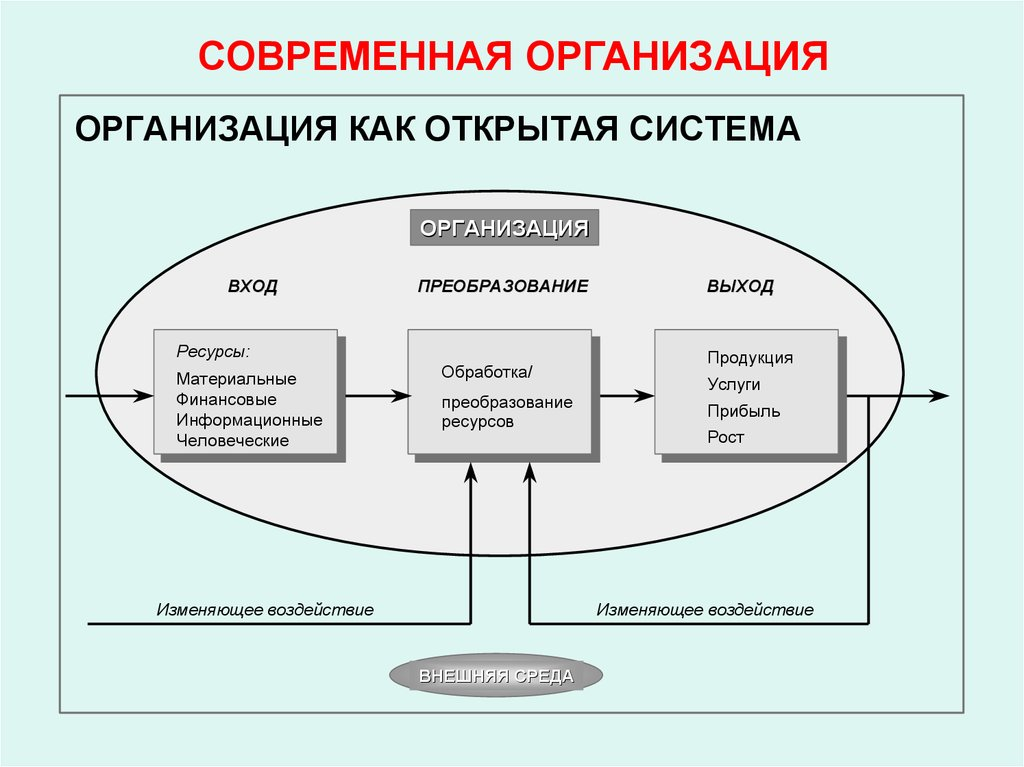 СОВРЕМЕННАЯ ОРГАНИЗАЦИЯ
ОРГАНИЗАЦИЯ КАК ОТКРЫТАЯ СИСТЕМА
ОРГАНИЗАЦИЯ
ВХОД
ПРЕОБРАЗОВАНИЕ
ВЫХОД
Ресурсы:
Материальные
Финансовые
Информационные
Человеческие
Обработка/
преобразование
ресурсов
Продукция
Услуги
Прибыль
Рост
Изменяющее воздействие
Изменяющее воздействие
ВНЕШНЯЯ СРЕДА